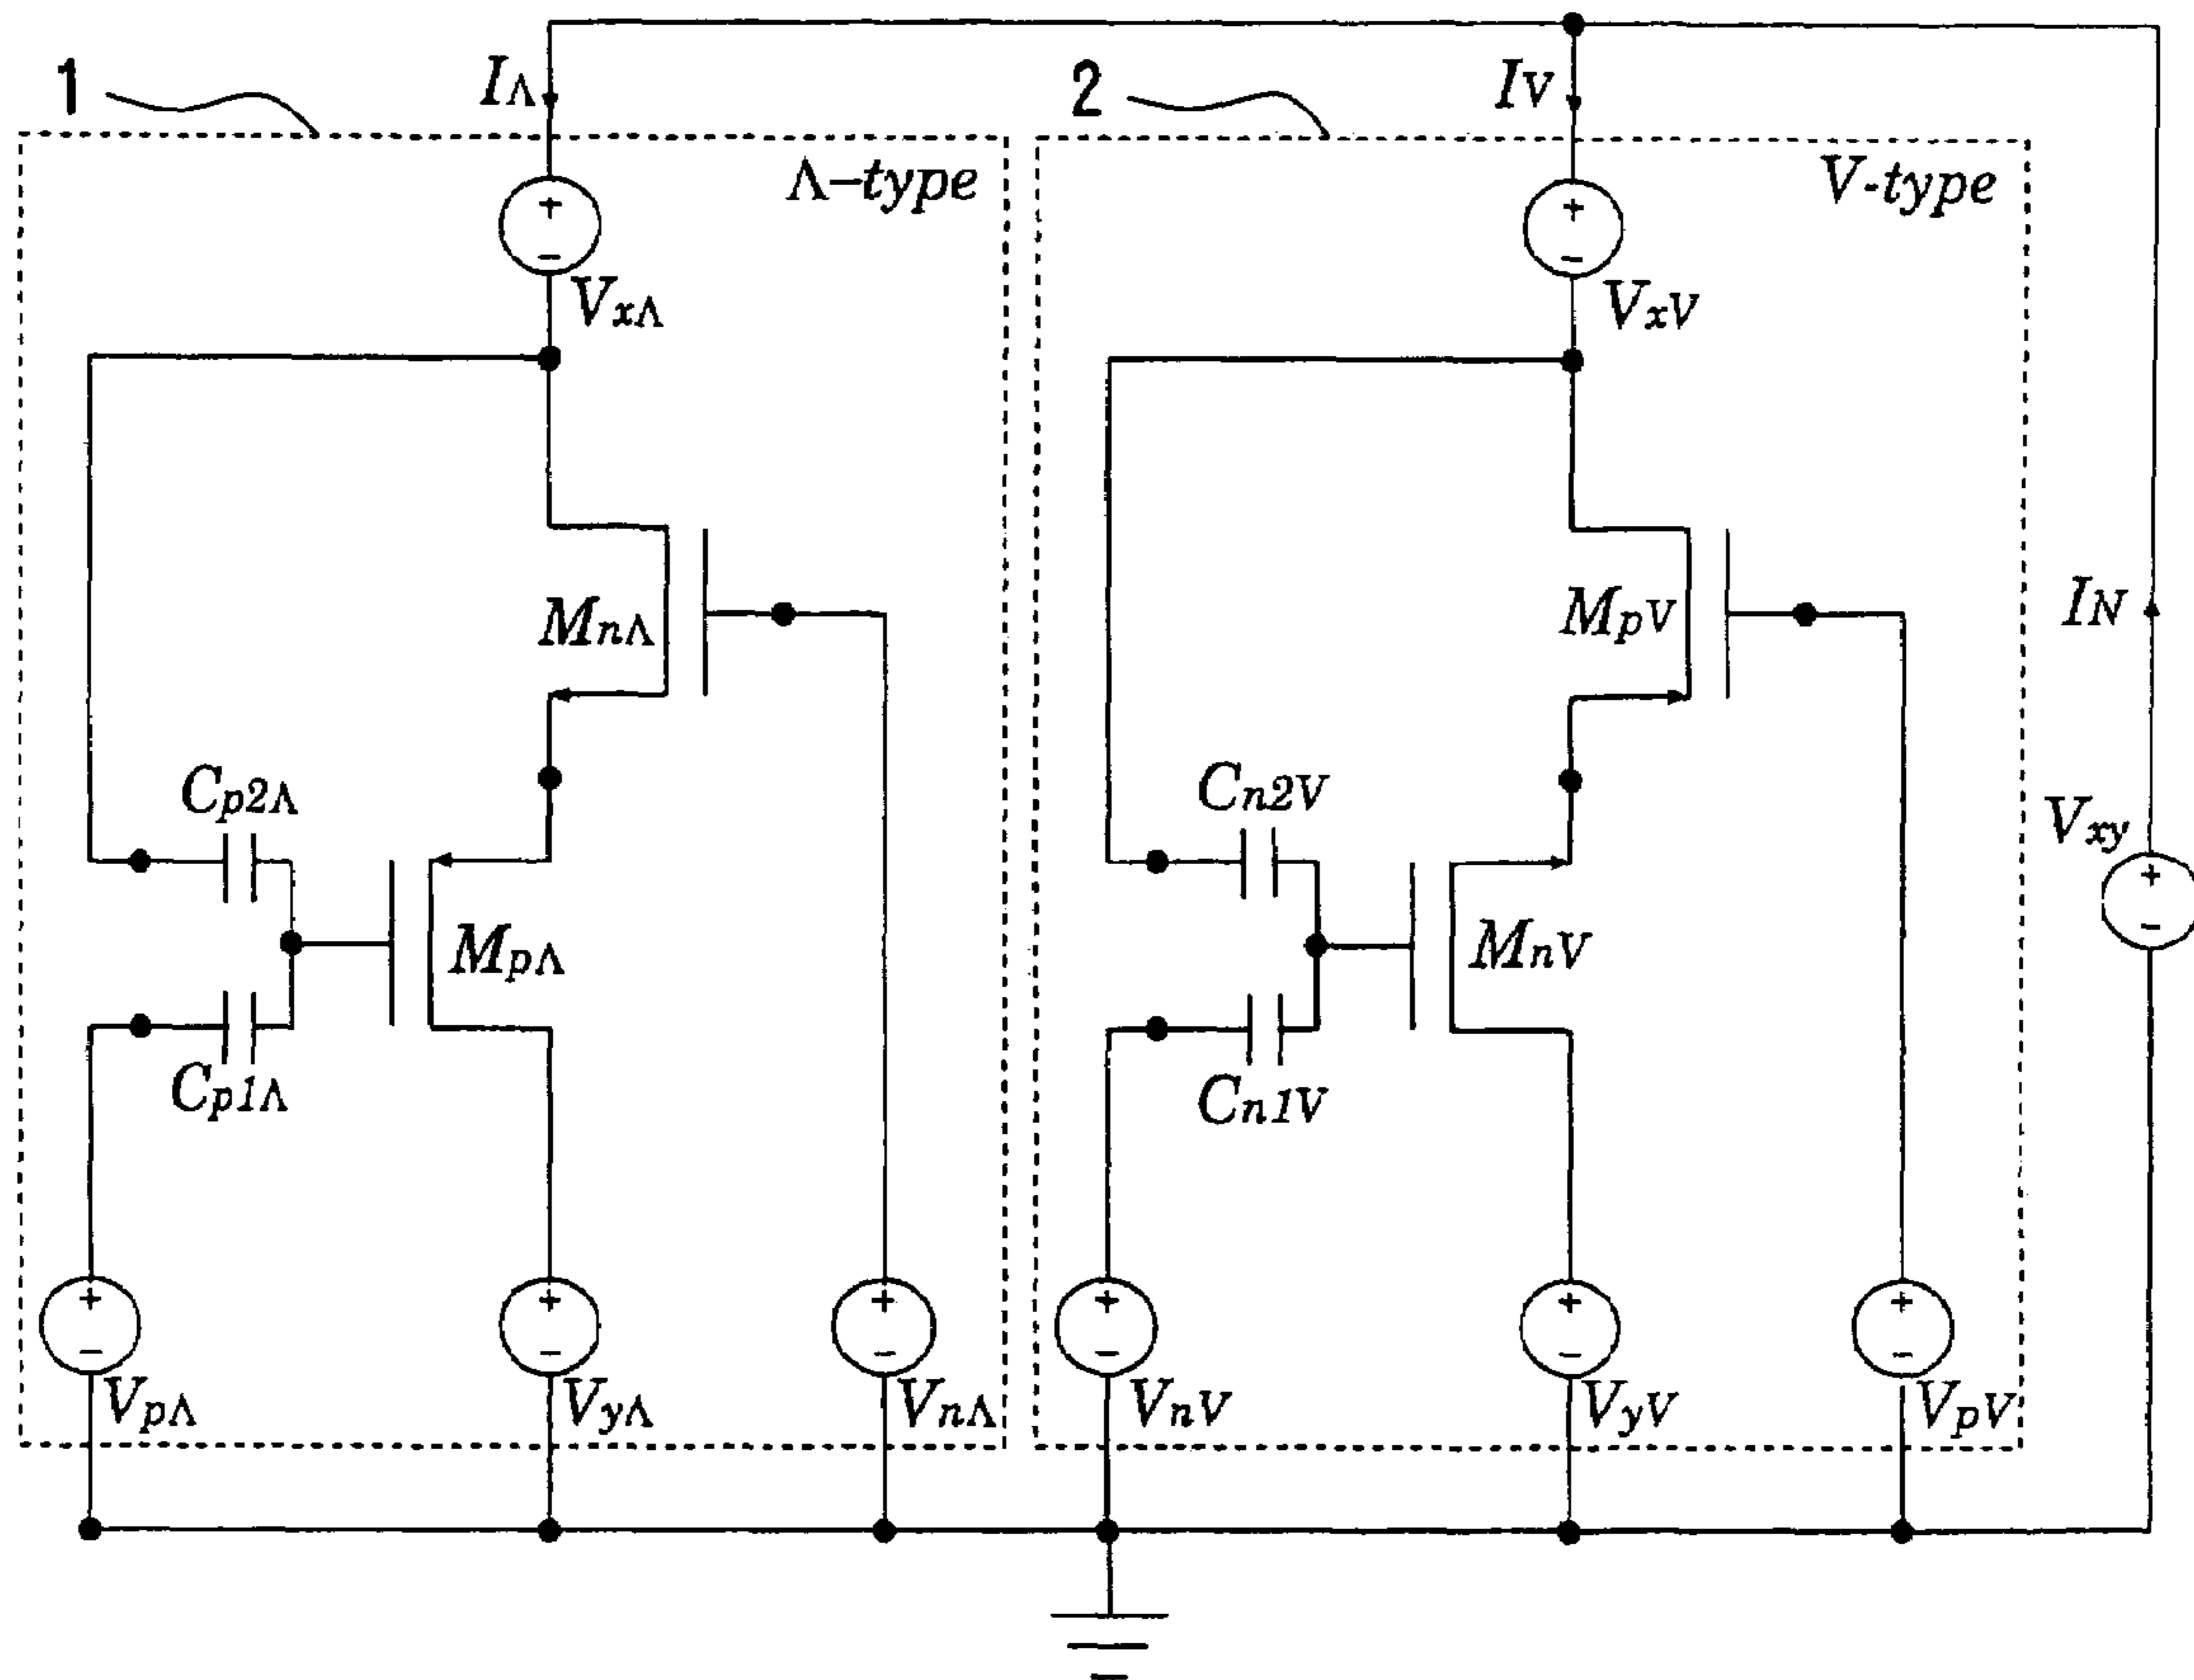 1
IΛ
2
IV
Λ-type
V-type
+
-
VxΛ
+
-
VxV
MnΛ
MpV
IN
Cp2Λ
Cn2V
Vxy
+
-
MpΛ
MnV
Cp1Λ
Cn1V
+
-
VpΛ
+
-
VyΛ
+
-
VnΛ
+
-
VnV
+
-
VyV
+
-
VpV